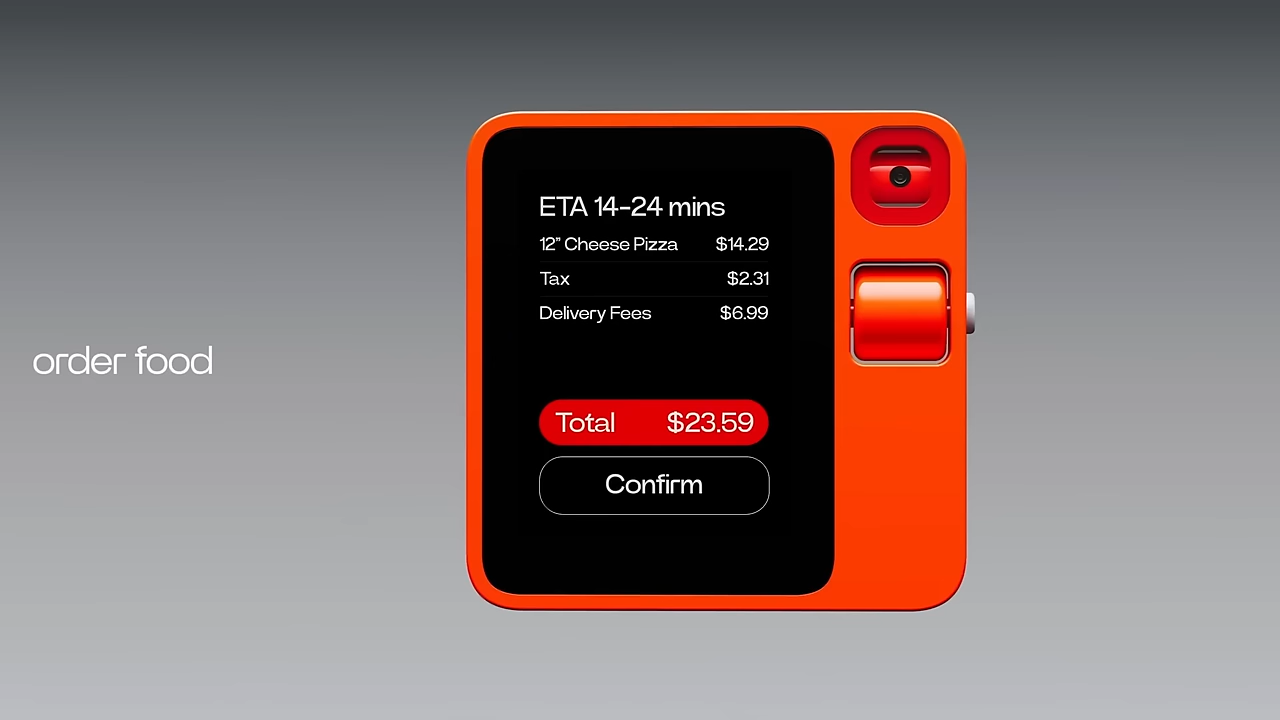 order food
ETA 14-24 mins
12” Cheese Pizza $14.29
Tax $2.31
Delivery Fees $6.99
Total $23.59
Confirm